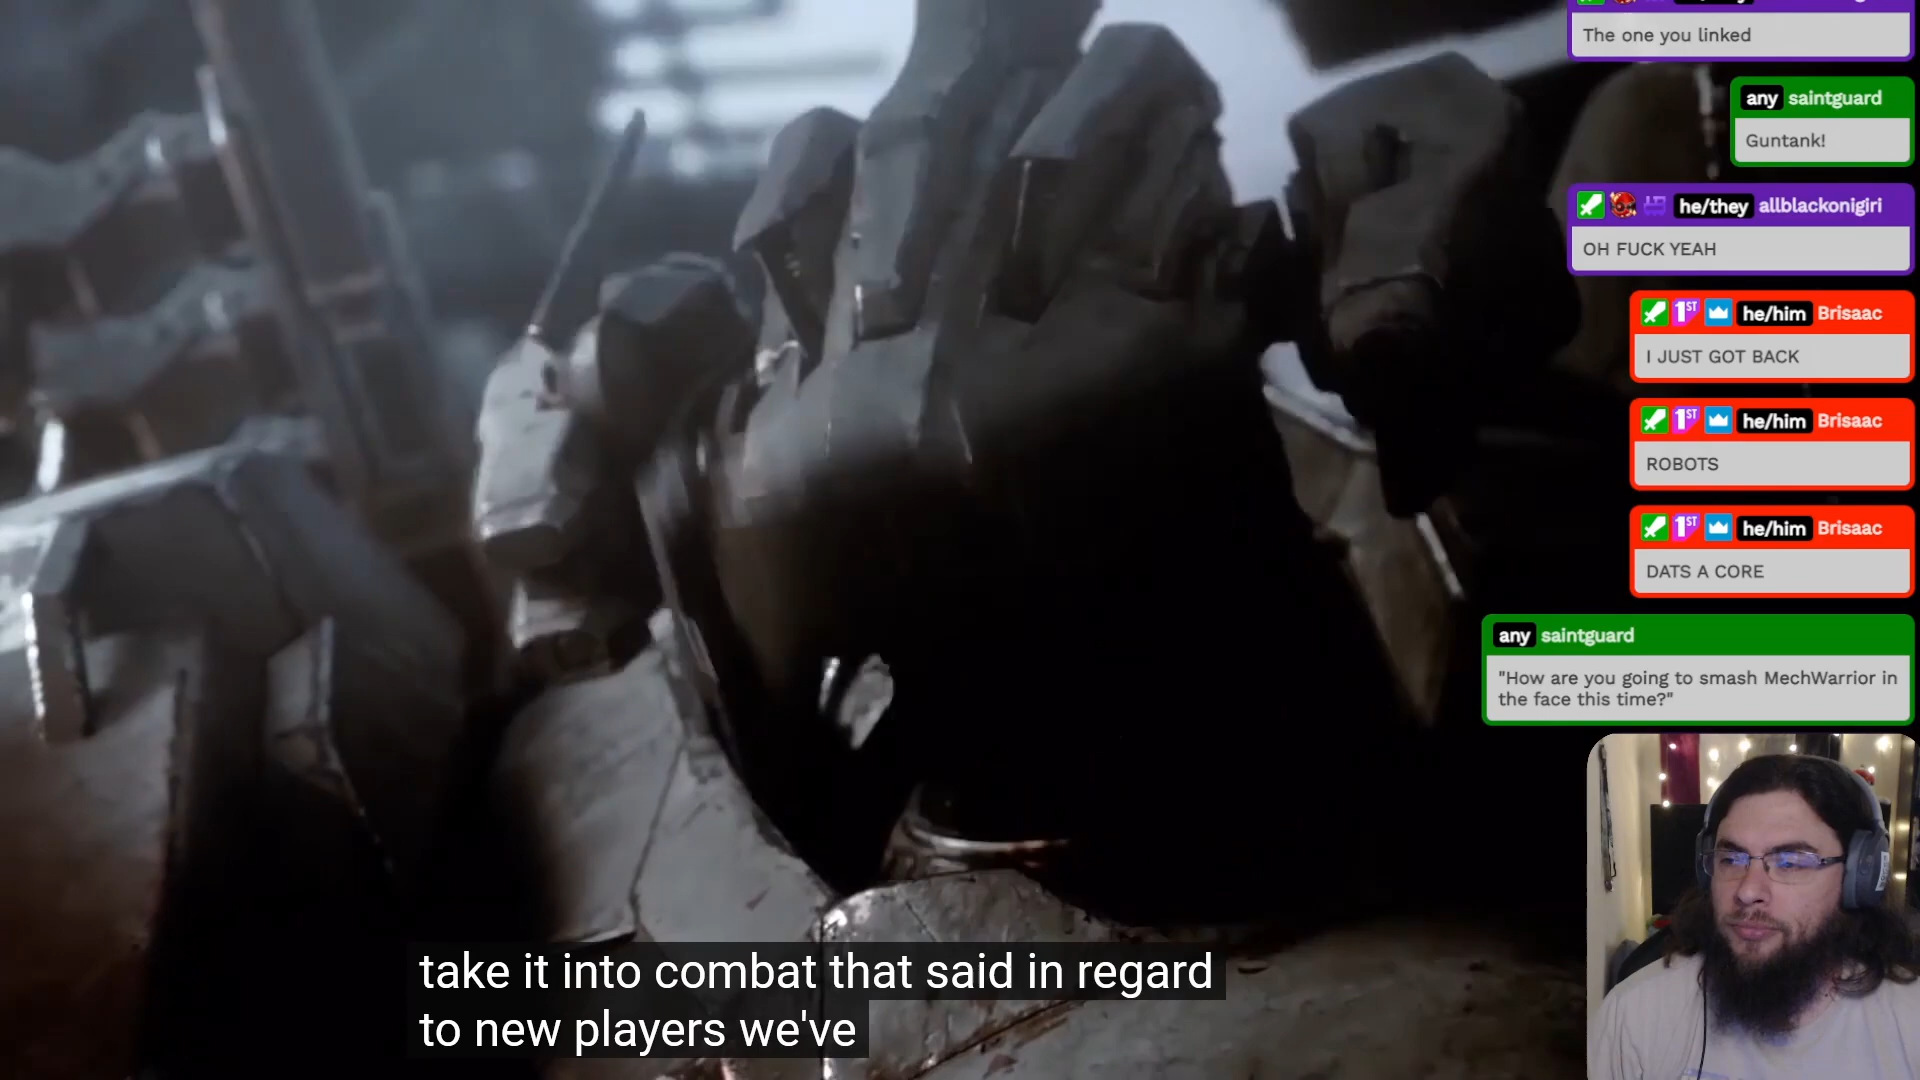 The one you linked
any saintguard
Guntank!
he/they allblackonigiri
OH FUCK YEAH
1ST he/him Brisaac
I JUST GOT BACK
1ST he/him Brisaac
ROBOTS
1ST he/him Brisaac
DATS A CORE
any saintguard
"How are you going to smash MechWarrior in
the face this time?"
take it into combat that said in regard
to new players we've